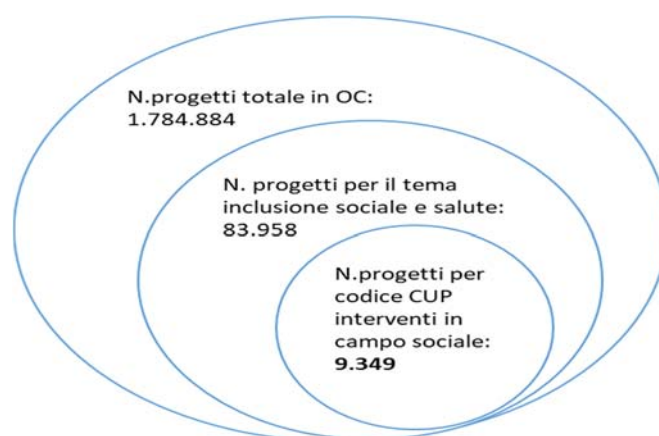 N.progetti totale in OC:
1.784.884
N. progetti per il tema
inclusione sociale e salute:
83.958
N.progetti per
codice CUP
interventi in
campo sociale:
9.349